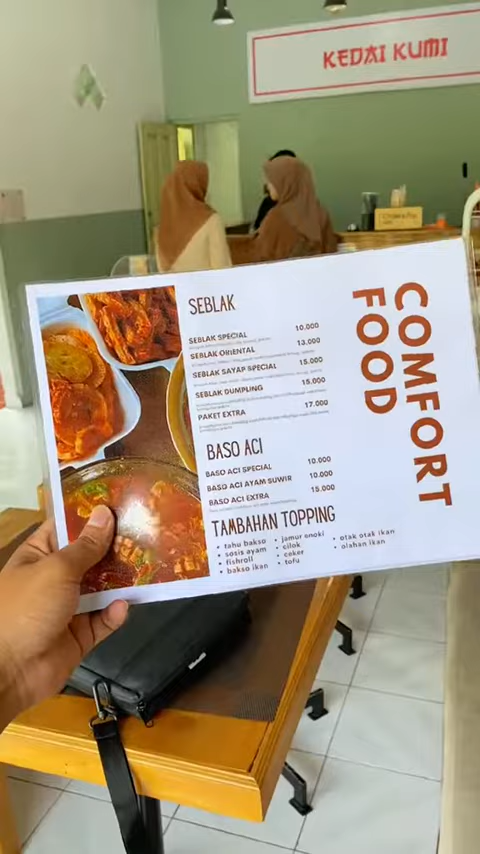 KEDAI KUMI
SEBLAK
SEBLAK SPECIAL 10.000
SEBLAK ORIENTAL 13.000
SEBLAK SAYAP SPECIAL 15.000
SEBLAK DUMPLING 15.000
PAKET EXTRA 17.000
BASO ACI
BASO ACI SPECIAL 10.000
BASO ACI AYAM SUWIR 10.000
BASO ACI EXTRA 15.000
TAMBAHAN TOPPING
• tahu bakso
• sosis ayam
• fishroll
• bakso ikan
• jamur enoki
• cilok
• ceker
• tofu
• otak otak ikan
• olahan ikan
COMFORT
FOOD